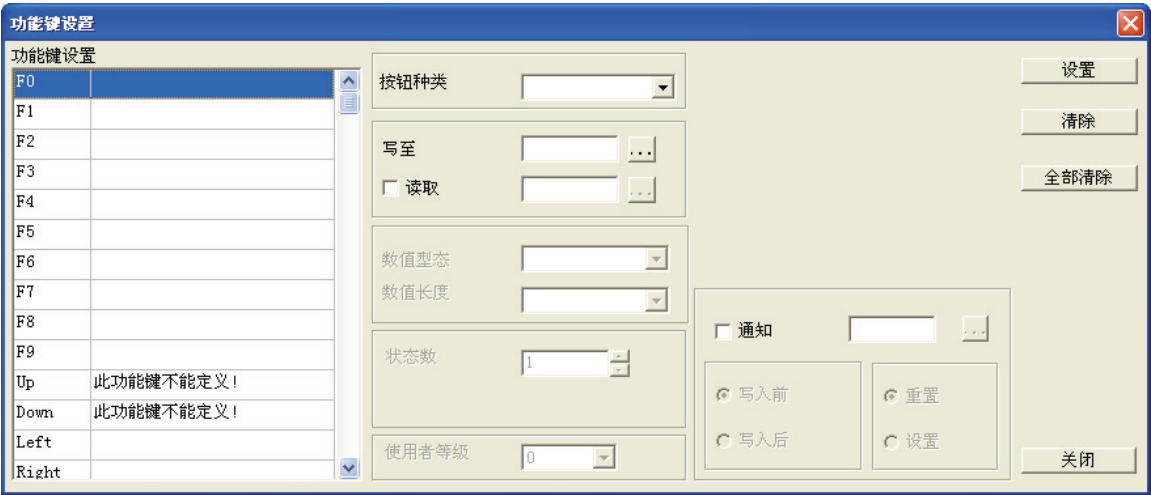 功能键设置
功能键设置
F0
F1
F2
F3
F4
F5
F6
F7
F8
F9
Up 此功能键不能定义!
Down 此功能键不能定义!
Left
Right
按钮种类
写至 ...
读取 ...
数值型态
数值长度
状态数 1
使用者等级 0
通知 ...
写入前
写入后
重置
设置
设置
清除
全部清除
关闭